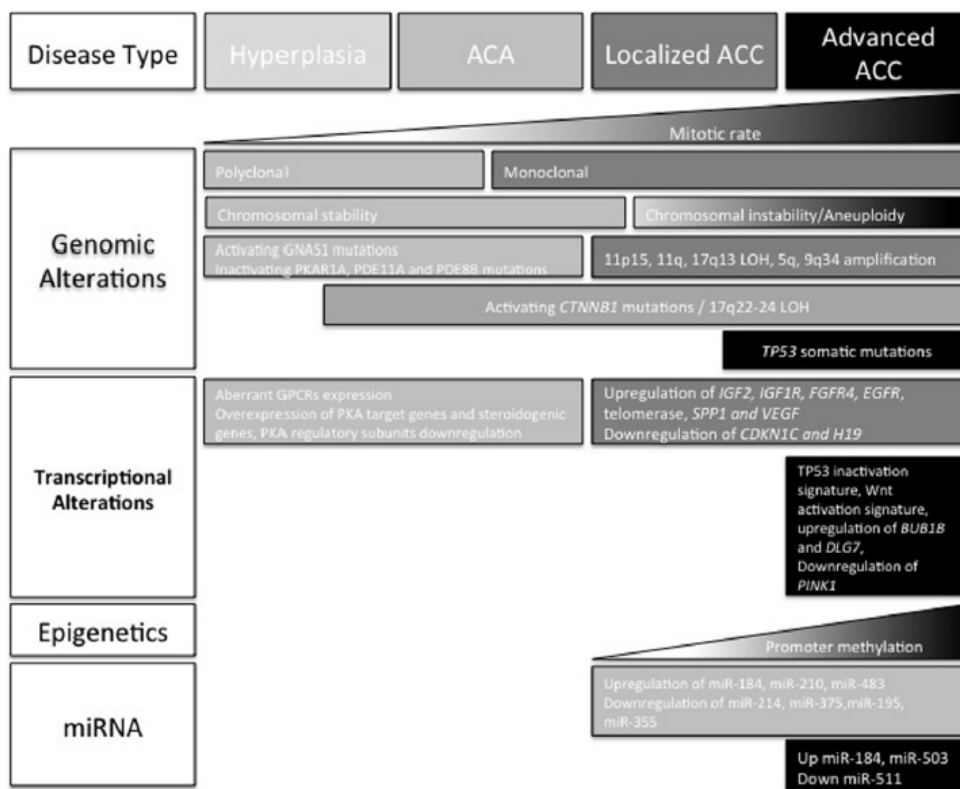 Disease Type
Hyperplasia
ACA
Localized ACC
Advanced
ACC
Mitotic rate
Genomic
Alterations
Polyclonal
Monoclonal
Chromosomal stability
Chromosomal instability/Aneuploidy
Activating GNAS1 mutations
Inactivating PKAR1A, PDE11A and PDE8B mutations
11p15, 11q, 17q13 LOH, 5q, 9q34 amplification
Activating CTNNB1 mutations / 17q22-24 LOH
TP53 somatic mutations
Transcriptional
Alterations
Aberrant GPCRs expression
Overexpression of PKA target genes and steroidogenic
genes, PKA regulatory subunits downregulation
Upregulation of IGF2, IGF1R, FGFR4, EGFR,
telomerase, SPP1 and VEGF
Downregulation of CDKN1C and H19
TP53 inactivation
signature, Wnt
activation signature,
upregulation of BUB1B
and DLG7,
Downregulation of
PINK1
Epigenetics
Promoter methylation
miRNA
Upregulation of miR-184, miR-210, miR-483
Downregulation of miR-214, miR-375,miR-195,
miR-355
Up miR-184, miR-503
Down miR-511